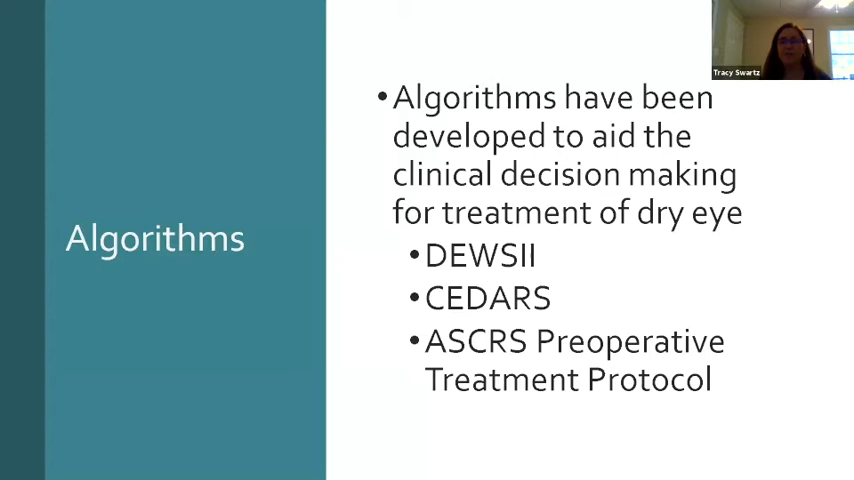 Tracy Swartz
Algorithms
•Algorithms have been
developed to aid the
clinical decision making
for treatment of dry eye
•DEWSII
•CEDARS
•ASCRS Preoperative
Treatment Protocol